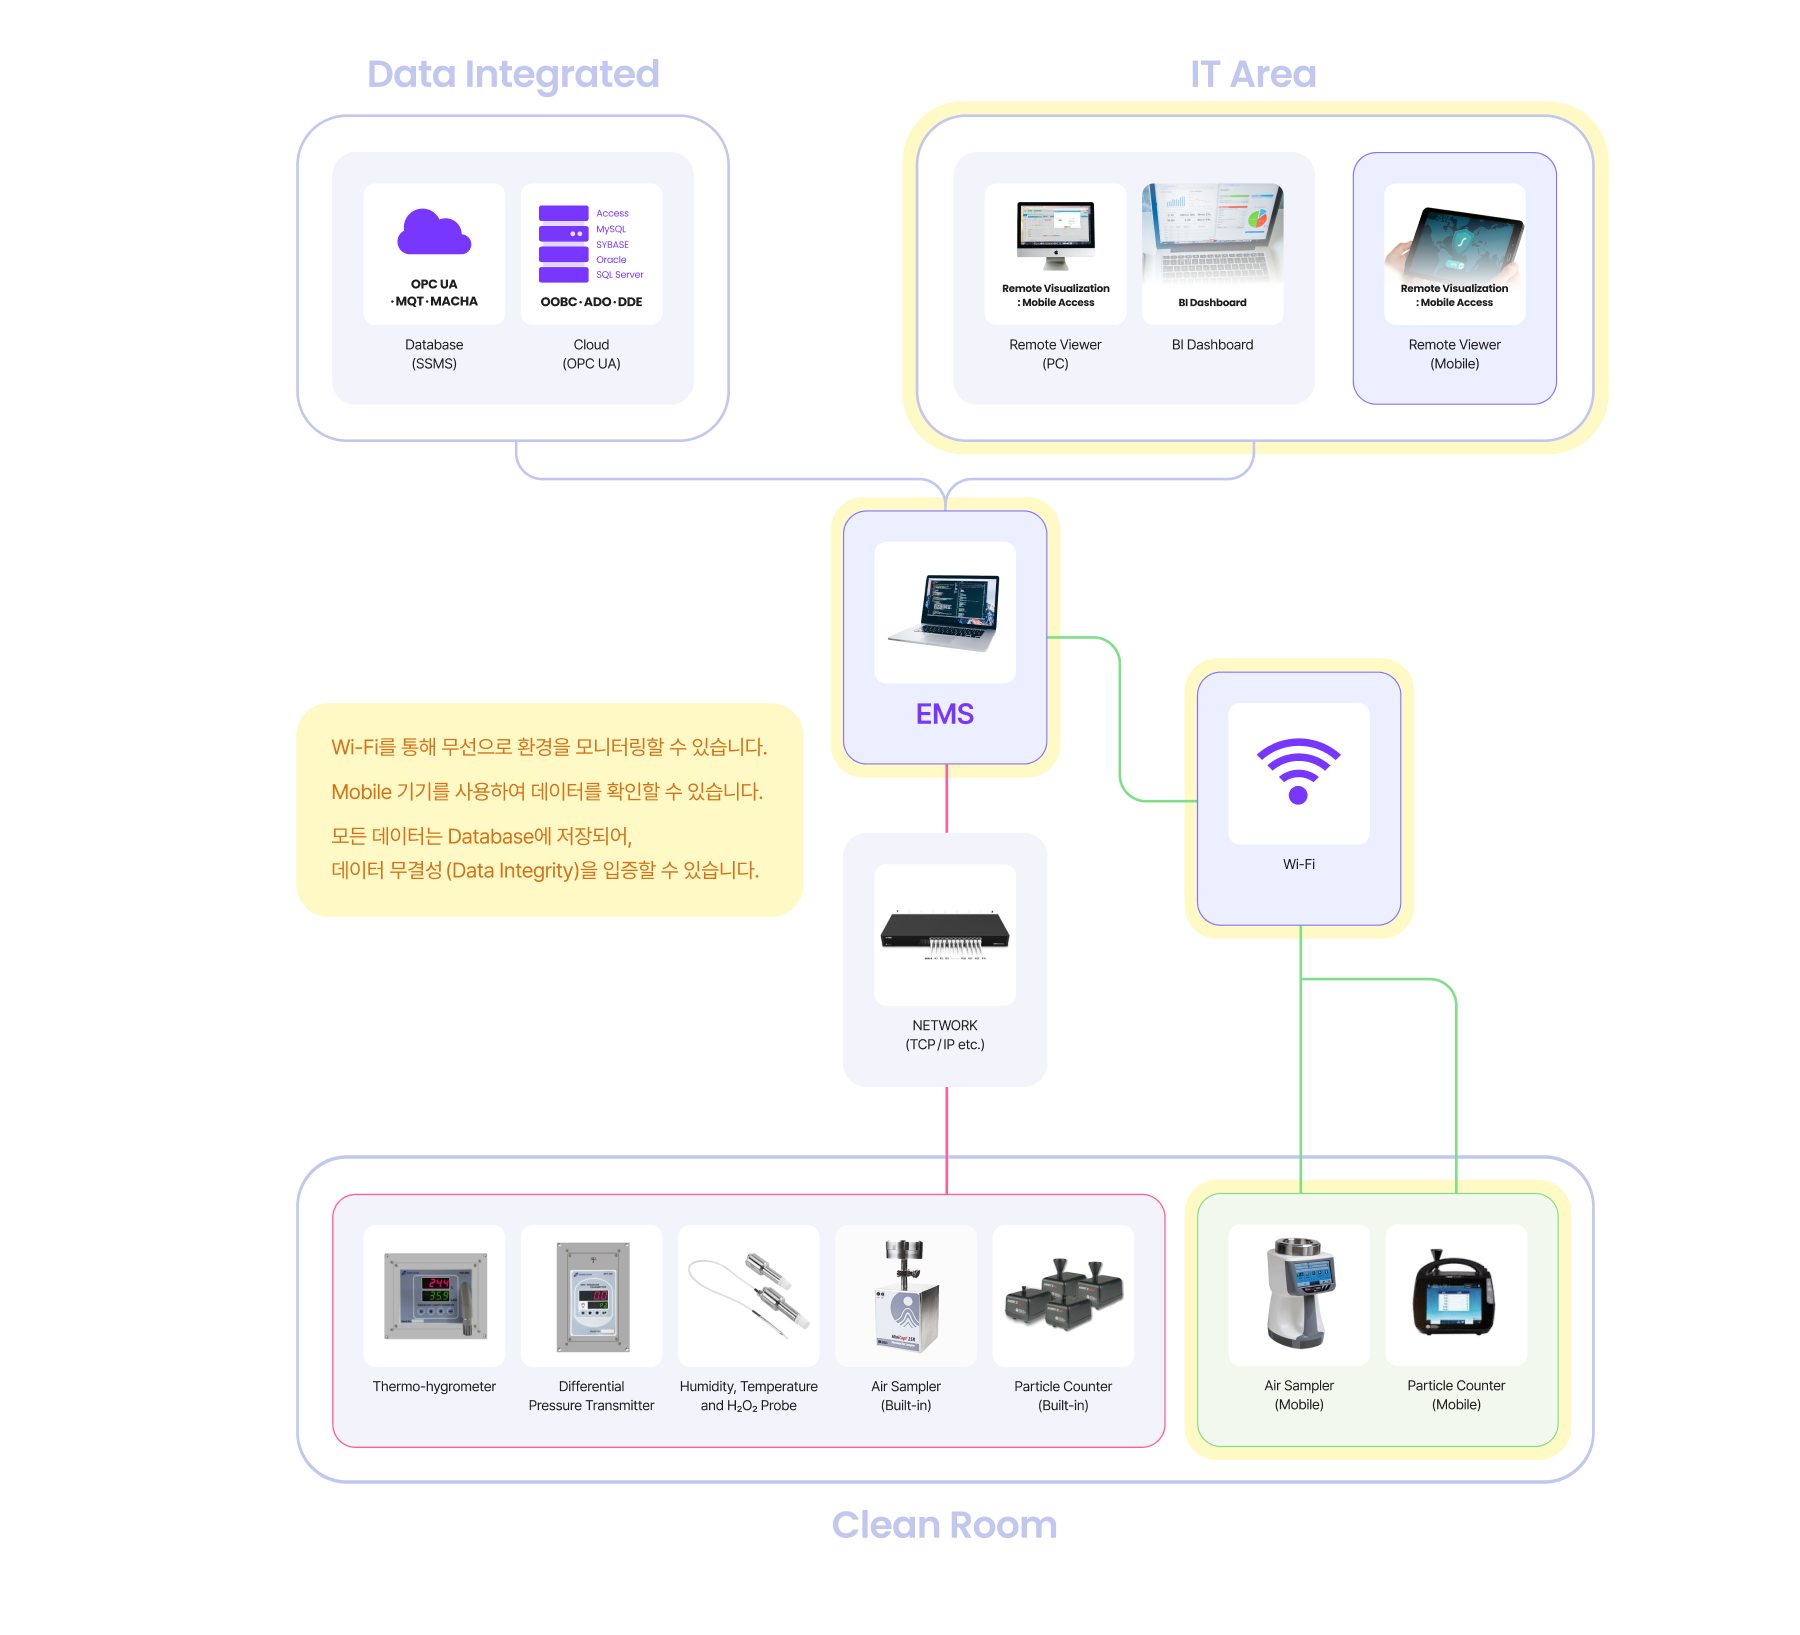 Data Integrated
IT Area
Access
MySQL
SYBASE
Oracle
SQL Server
OPC UA
·MQT·MACHA
OOBC·ADO·DDE
Database
(SSMS)
Cloud
(OPC UA)
Remote Visualization
: Mobile Access
BI Dashboard
Remote Visualization
: Mobile Access
Remote Viewer
(PC)
BI Dashboard
Remote Viewer
(Mobile)
EMS
Wi-Fi를 통해 무선으로 환경을 모니터링할 수 있습니다.
Mobile 기기를 사용하여 데이터를 확인할 수 있습니다.
모든 데이터는 Database에 저장되어,
데이터 무결성 (Data Integrity)을 입증할 수 있습니다.
Wi-Fi
NETWORK
(TCP/IP etc.)
24.4
35.9
Thermo-hygrometer
Differential
Pressure Transmitter
Humidity, Temperature
and H₂O₂ Probe
Air Sampler
(Built-in)
Particle Counter
(Built-in)
Air Sampler
(Mobile)
Particle Counter
(Mobile)
Clean Room